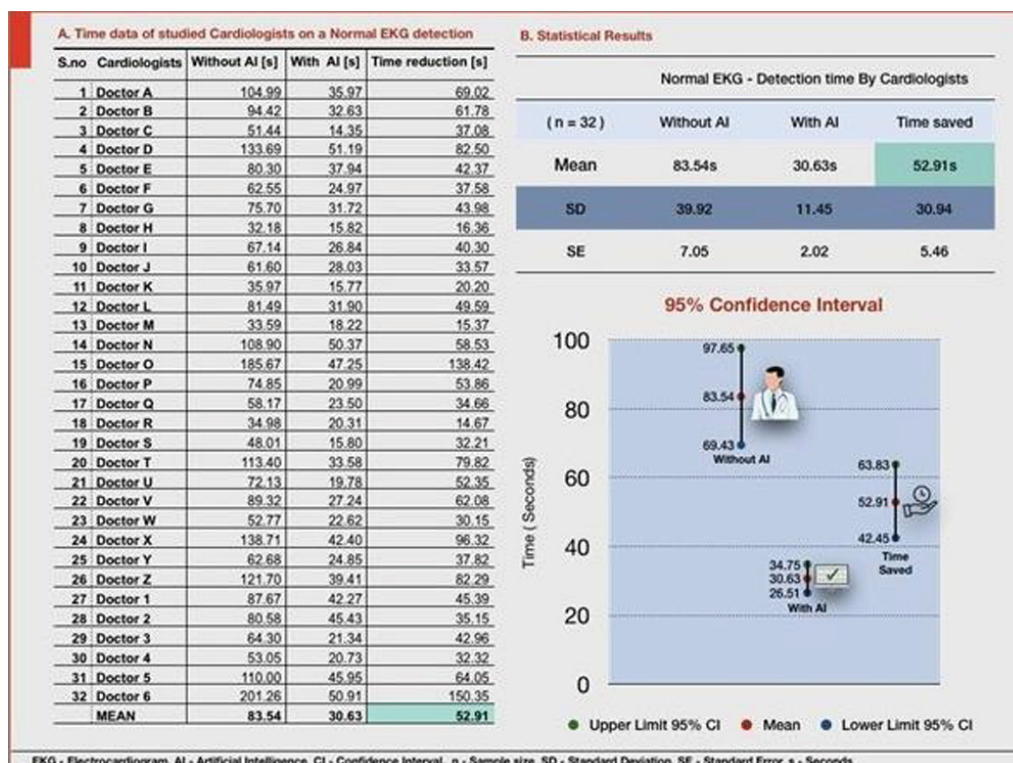 A. Time data of studied Cardiologists on a Normal EKG detection
S.no Cardiologists Without AI [s] With AI [s] Time reduction [s]
1 Doctor A 104.99 35.97 69.02
2 Doctor B 94.42 32.63 61.78
3 Doctor C 51.44 14.35 37.08
4 Doctor D 133.69 51.19 82.50
5 Doctor E 80.30 37.94 42.37
6 Doctor F 62.55 24.97 37.58
7 Doctor G 75.70 31.72 43.98
8 Doctor H 32.18 15.82 16.36
9 Doctor I 67.14 26.84 40.30
10 Doctor J 61.60 28.03 33.57
11 Doctor K 35.97 15.77 20.20
12 Doctor L 81.49 31.90 49.59
13 Doctor M 33.59 18.22 15.37
14 Doctor N 108.90 50.37 58.53
15 Doctor O 185.67 47.25 138.42
16 Doctor P 74.85 20.99 53.86
17 Doctor Q 58.17 23.50 34.66
18 Doctor R 34.98 20.31 14.67
19 Doctor S 48.01 15.80 32.21
20 Doctor T 113.40 33.58 79.82
21 Doctor U 72.13 19.78 52.35
22 Doctor V 89.32 27.24 62.08
23 Doctor W 52.77 22.62 30.15
24 Doctor X 138.71 42.40 96.32
25 Doctor Y 62.68 24.85 37.82
26 Doctor Z 121.70 39.41 82.29
27 Doctor 1 87.67 42.27 45.39
28 Doctor 2 80.58 45.43 35.15
29 Doctor 3 64.30 21.34 42.96
30 Doctor 4 53.05 20.73 32.32
31 Doctor 5 110.00 45.95 64.05
32 Doctor 6 201.26 50.91 150.35
MEAN 83.54 30.63 52.91
B. Statistical Results
Normal EKG - Detection time By Cardiologists
( n = 32 ) Without AI With AI Time saved
Mean 83.54s 30.63s 52.91s
SD 39.92 11.45 30.94
SE 7.05 2.02 5.46
95% Confidence Interval
Time ( Seconds)
100
80
60
40
20
0
97.65
83.54
69.43
Without AI
34.75
30.63
26.51
With AI
63.83
52.91
42.45
Time
Saved
Upper Limit 95% CI Mean Lower Limit 95% CI
EKG - Electrocardiogram, AI - Artificial Intelligence, CI - Confidence Interval, n - Sample size, SD - Standard Deviation, SE - Standard Error, s - Seconds